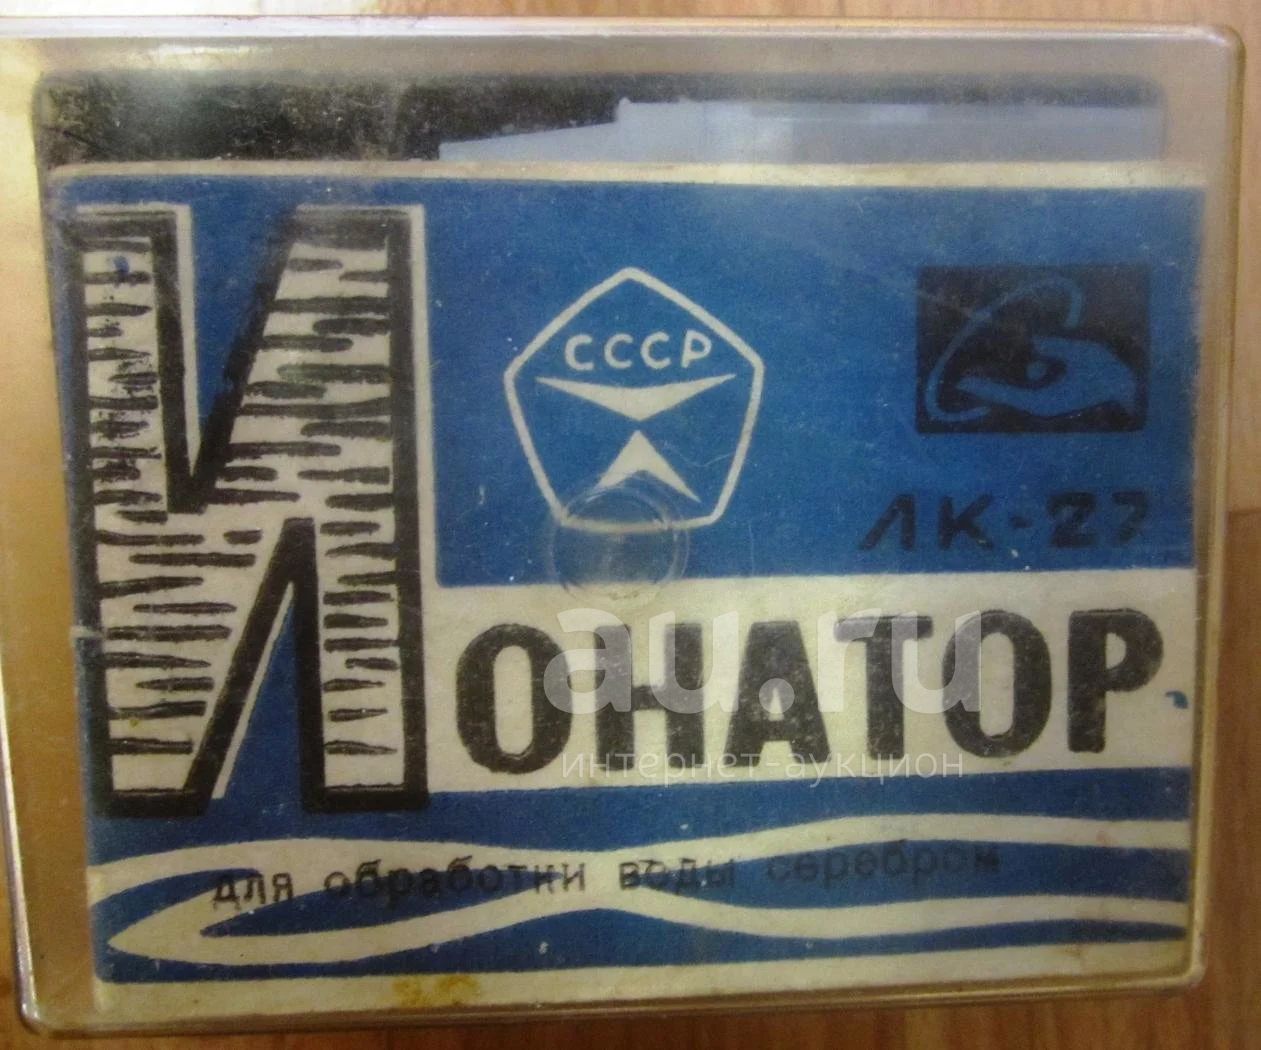 СССР
ЛК-27
ИОНАТОР
au.ru
интернет-аукцион
для обработки воды серебром